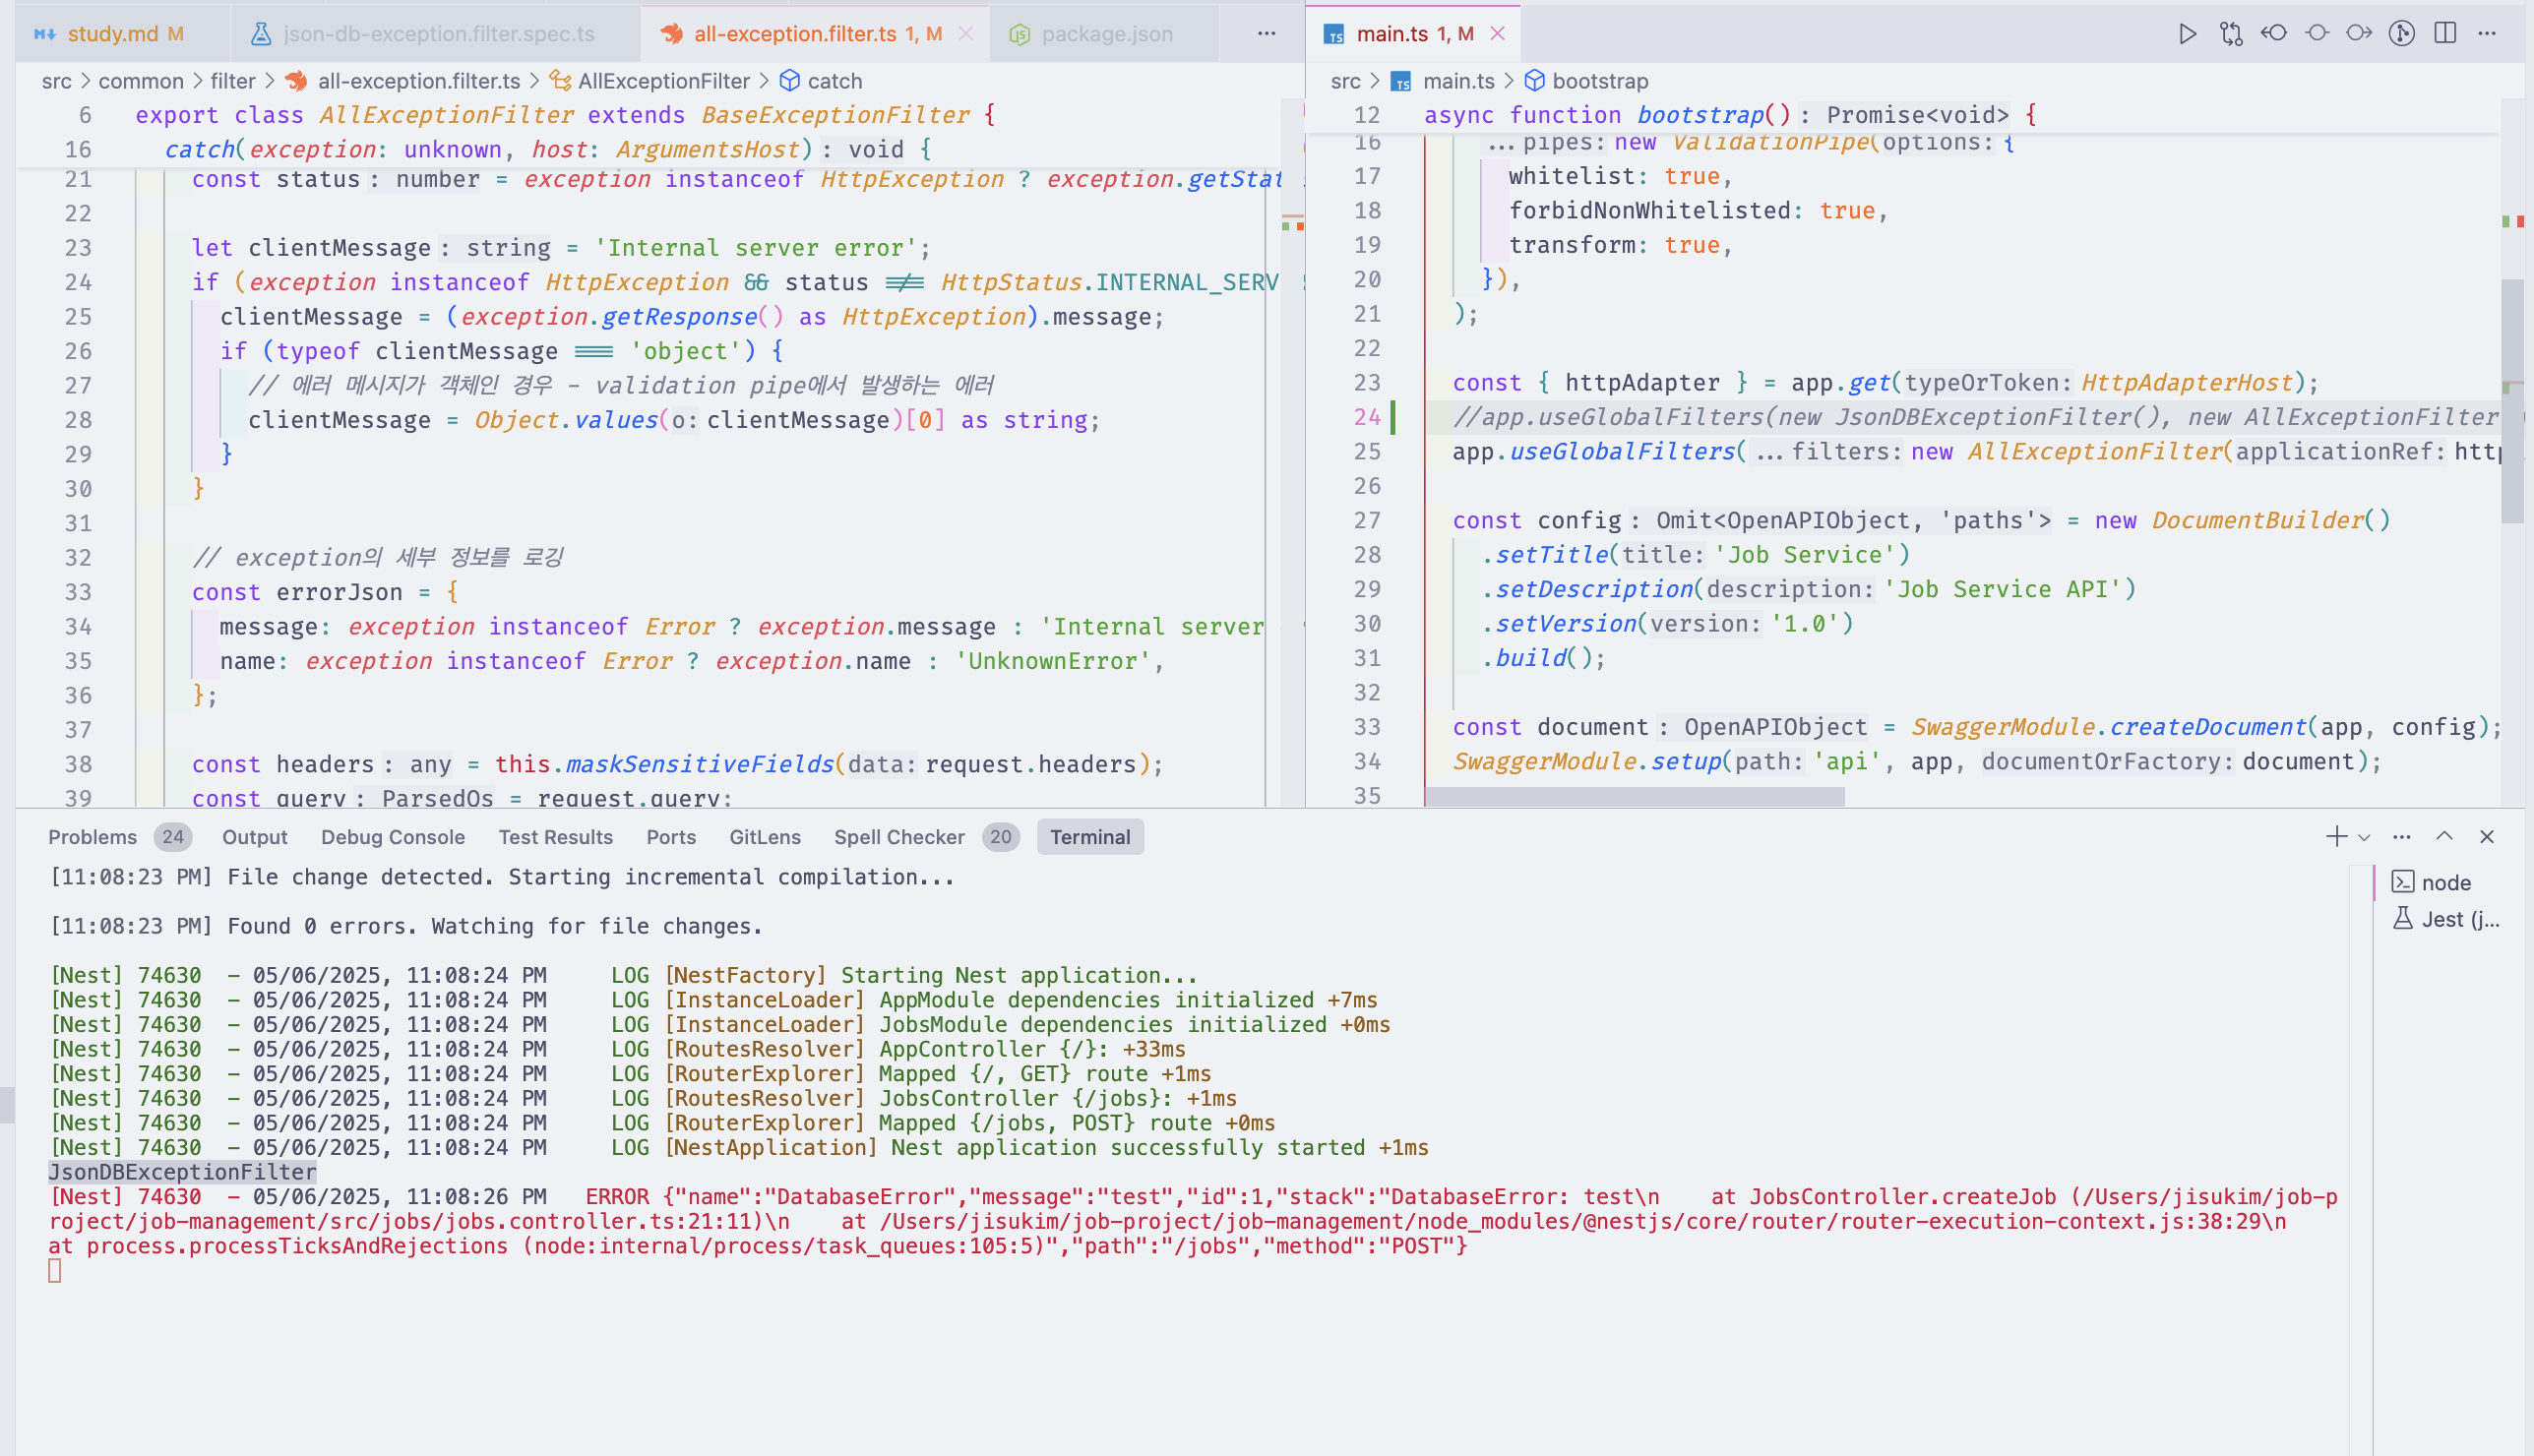 study.md M
json-db-exception.filter.spec.ts
all-exception.filter.ts 1, M
package.json
src > common > filter > all-exception.filter.ts > AllExceptionFilter > catch
6 export class AllExceptionFilter extends BaseExceptionFilter {
16 catch(exception: unknown, host: ArgumentsHost): void {
21 const status: number = exception instanceof HttpException ? exception.getStat
22
23 let clientMessage: string = 'Internal server error';
24 if (exception instanceof HttpException && status !== HttpStatus.INTERNAL_SERV
25 clientMessage = (exception.getResponse() as HttpException).message;
26 if (typeof clientMessage === 'object') {
27 // 에러 메시지가 객체인 경우 - validation pipe에서 발생하는 에러
28 clientMessage = Object.values(o: clientMessage)[0] as string;
29 }
30 }
31
32 // exception의 세부 정보를 로깅
33 const errorJson = {
34 message: exception instanceof Error ? exception.message : 'Internal server
35 name: exception instanceof Error ? exception.name : 'UnknownError',
36 };
37
38 const headers: any = this.maskSensitiveFields(data: request.headers);
39 const query: ParsedQs = request.query;
main.ts 1, M
src > main.ts > bootstrap
12 async function bootstrap(): Promise<void> {
16 ...pipes: new ValidationPipe(options: {
17 whitelist: true,
18 forbidNonWhitelisted: true,
19 transform: true,
20 }),
21 );
22
23 const { httpAdapter } = app.get(typeOrToken: HttpAdapterHost);
24 //app.useGlobalFilters(new JsonDBExceptionFilter(), new AllExceptionFilter
25 app.useGlobalFilters(...filters: new AllExceptionFilter(applicationRef: http
26
27 const config: Omit<OpenAPIObject, 'paths'> = new DocumentBuilder()
28 .setTitle(title: 'Job Service')
29 .setDescription(description: 'Job Service API')
30 .setVersion(version: '1.0')
31 .build();
32
33 const document: OpenAPIObject = SwaggerModule.createDocument(app, config);
34 SwaggerModule.setup(path: 'api', app, documentOrFactory: document);
35
Problems 24 Output Debug Console Test Results Ports GitLens Spell Checker 20 Terminal
[11:08:23 PM] File change detected. Starting incremental compilation...
[11:08:23 PM] Found 0 errors. Watching for file changes.
[Nest] 74630 - 05/06/2025, 11:08:24 PM LOG [NestFactory] Starting Nest application...
[Nest] 74630 - 05/06/2025, 11:08:24 PM LOG [InstanceLoader] AppModule dependencies initialized +7ms
[Nest] 74630 - 05/06/2025, 11:08:24 PM LOG [InstanceLoader] JobsModule dependencies initialized +0ms
[Nest] 74630 - 05/06/2025, 11:08:24 PM LOG [RoutesResolver] AppController {/}: +33ms
[Nest] 74630 - 05/06/2025, 11:08:24 PM LOG [RouterExplorer] Mapped {/, GET} route +1ms
[Nest] 74630 - 05/06/2025, 11:08:24 PM LOG [RoutesResolver] JobsController {/jobs}: +1ms
[Nest] 74630 - 05/06/2025, 11:08:24 PM LOG [RouterExplorer] Mapped {/jobs, POST} route +0ms
[Nest] 74630 - 05/06/2025, 11:08:24 PM LOG [NestApplication] Nest application successfully started +1ms
JsonDBExceptionFilter
[Nest] 74630 - 05/06/2025, 11:08:26 PM ERROR {"name":"DatabaseError","message":"test","id":1,"stack":"DatabaseError: test\n at JobsController.createJob (/Users/jisukim/job-p
roject/job-management/src/jobs/jobs.controller.ts:21:11)\n at /Users/jisukim/job-project/job-management/node_modules/@nestjs/core/router/router-execution-context.js:38:29\n
at process.processTicksAndRejections (node:internal/process/task_queues:105:5)","path":"/jobs","method":"POST"}
node
Jest (j...